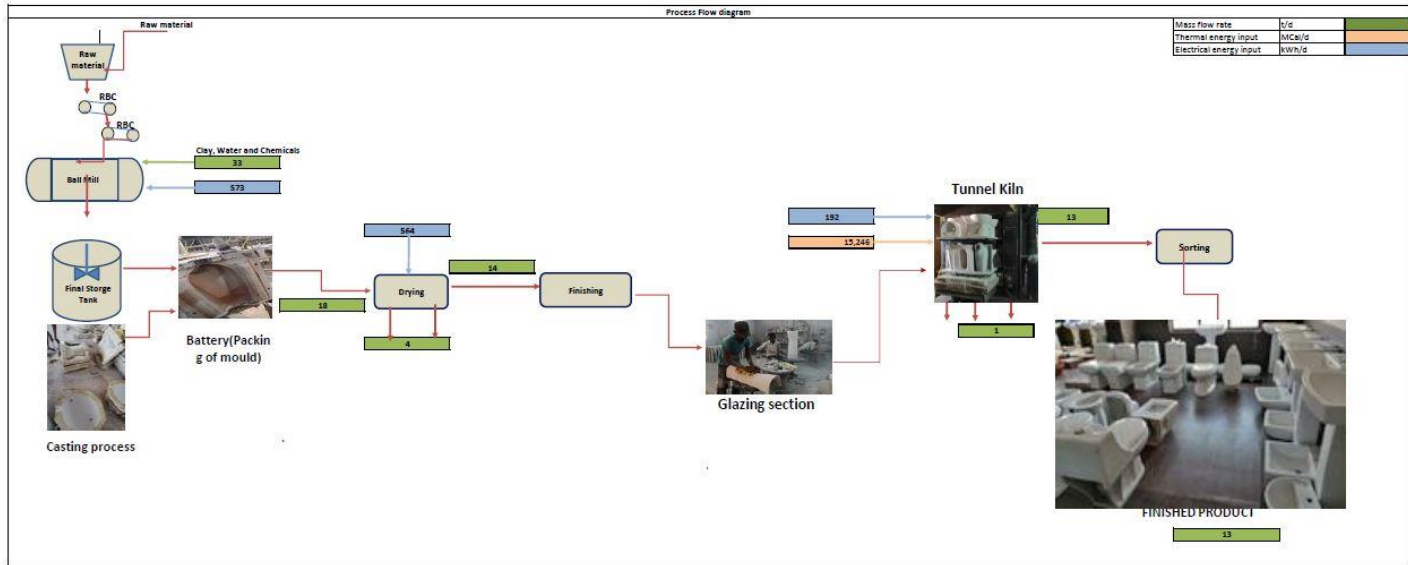 Process Flow diagram
Mass flow rate t/d
Thermal energy input MCal/d
Electrical energy input kWh/d
Raw material
Raw
material
RBC
RBC
Clay, Water and Chemicals
33
Ball Mill
573
Tunnel Kiln
192
13
15,246
Sorting
564
14
Final Storge
Tank
Drying
Finishing
18
Battery(Packin
g of mould)
4
1
Glazing section
Casting process
FINISHED PRODUCT
13